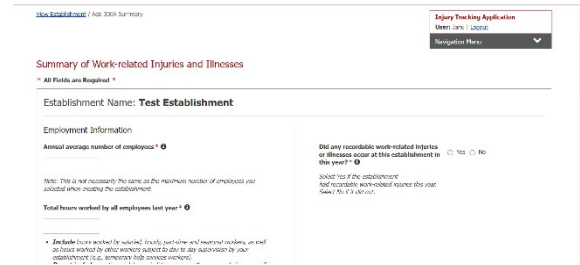 View Establishment / Add 300A Summary
Injury Tracking Application
User: Jans | Logout
Navigation Menu
Summary of Work-related Injuries and Illnesses
* All Fields are Required *
Establishment Name: Test Establishment
Employment Information
Annual average number of employees *
Note: This is not necessarily the same as the maximum number of employees you
selected when creating the establishment.
Total hours worked by all employees last year *
• Include hours worked by salaried, hourly, part-time and seasonal workers, as well
as hours worked by other workers subject to day to day supervision by your
establishment (e.g., temporary help services workers).
Did any recordable work-related injuries
or illnesses occur at this establishment in
this year? *
Yes No
Select Yes if the establishment
had recordable work-related injuries this year.
Select No if it did not.